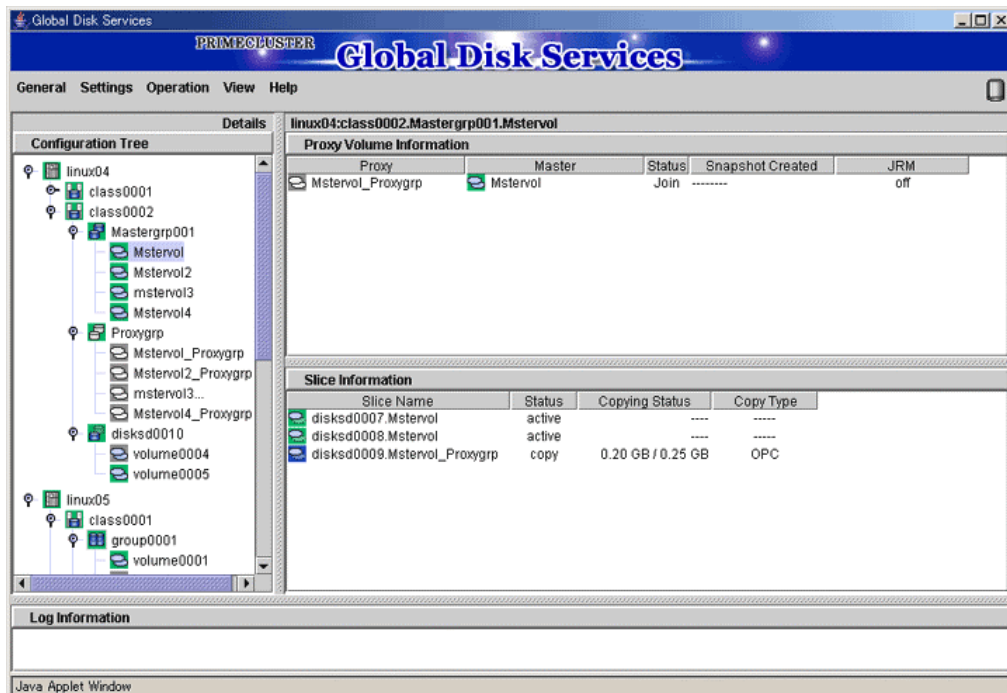 Global Disk Services
PRIMECLUSTER
Global Disk Services
General Settings Operation View Help
Details
Configuration Tree
linux04
class0001
class0002
Mastergrp001
Mstervol
Mstervol2
mstervol3
Mstervol4
Proxygrp
Mstervol_Proxygrp
Mstervol2_Proxygrp
mstervol3...
Mstervol4_Proxygrp
disksd0010
volume0004
volume0005
linux05
class0001
group0001
volume0001
linux04:class0002.Mastergrp001.Mstervol
Proxy Volume Information
Proxy Master Status Snapshot Created JRM
Mstervol_Proxygrp Mstervol Join -------- off
Slice Information
Slice Name Status Copying Status Copy Type
disksd0007.Mstervol active ---- -----
disksd0008.Mstervol active ---- -----
disksd0009.Mstervol_Proxygrp copy 0.20 GB / 0.25 GB OPC
Log Information
Java Applet Window